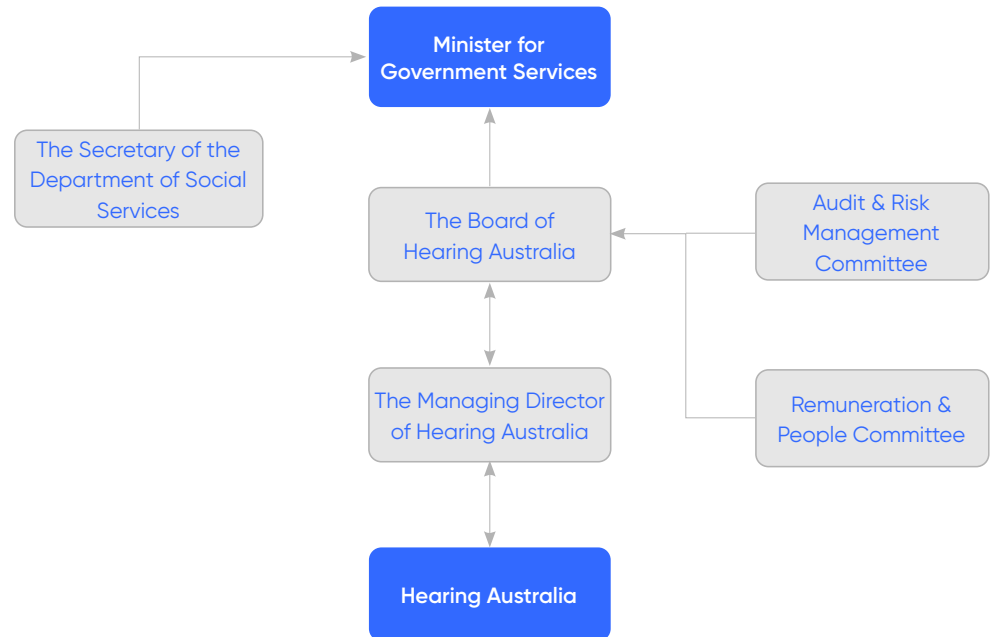 Minister for
Government Services
The Secretary of the
Department of Social
Services
The Board of
Hearing Australia
Audit & Risk
Management
Committee
The Managing Director
of Hearing Australia
Remuneration &
People Committee
Hearing Australia